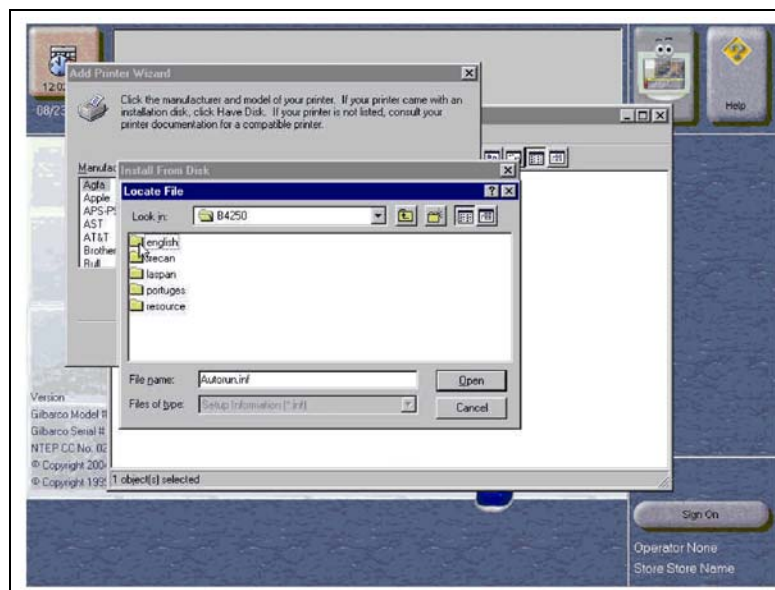 12:0
08/23
Help
Add Printer Wizard
Click the manufacturer and model of your printer. If your printer came with an
installation disk, click Have Disk. If your printer is not listed, consult your
printer documentation for a compatible printer.
Install From Disk
Locate File
Look in: B4250
Agfa
Apple
AST
AT&T
Brother
Bull
english
frecan
laspan
portuges
resource
File name: Autorun.inf
Open
Files of type: Setup Information (*.inf)
Cancel
Version
Gilbarco Model #
Gilbarco Serial #
NTEP CC No. 02
© Copyright 200
© Copyright 199
1 object(s) selected
Sign On
Operator None
Store Store Name